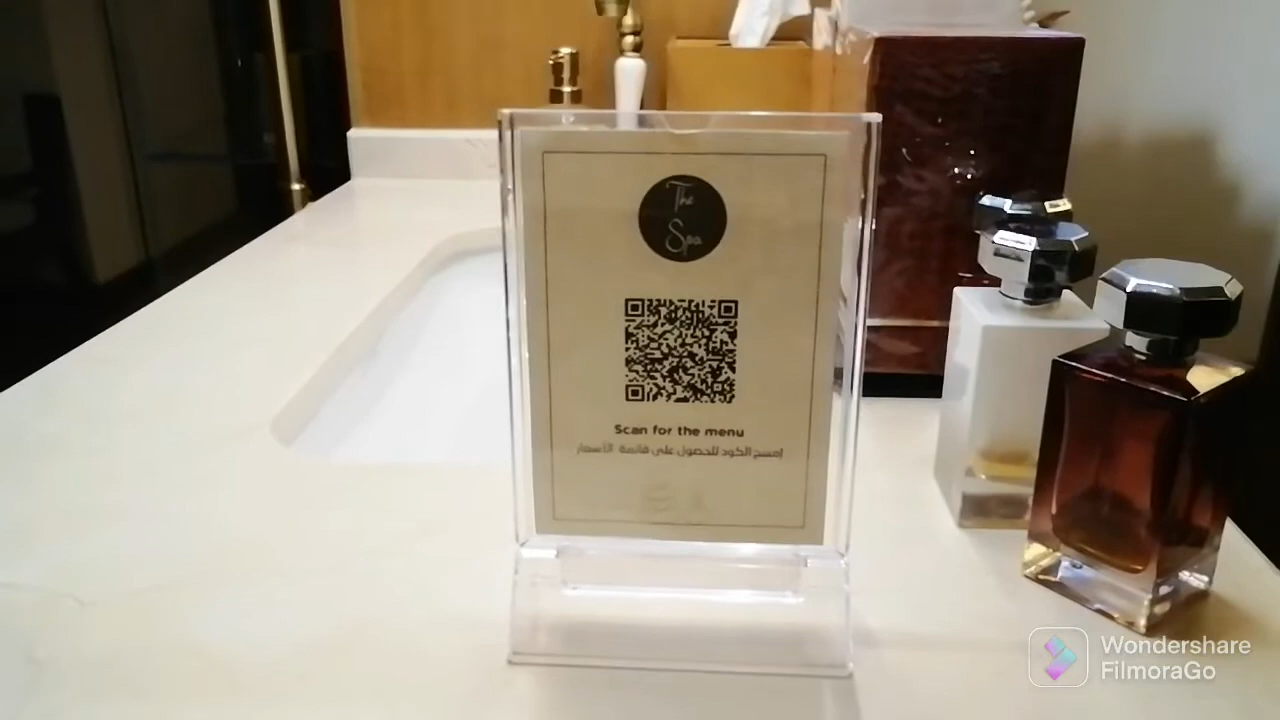 The
Spa
Scan for the menu
إمسح الكود للحصول على قائمة الأسعار
Wondershare
FilmoraGo